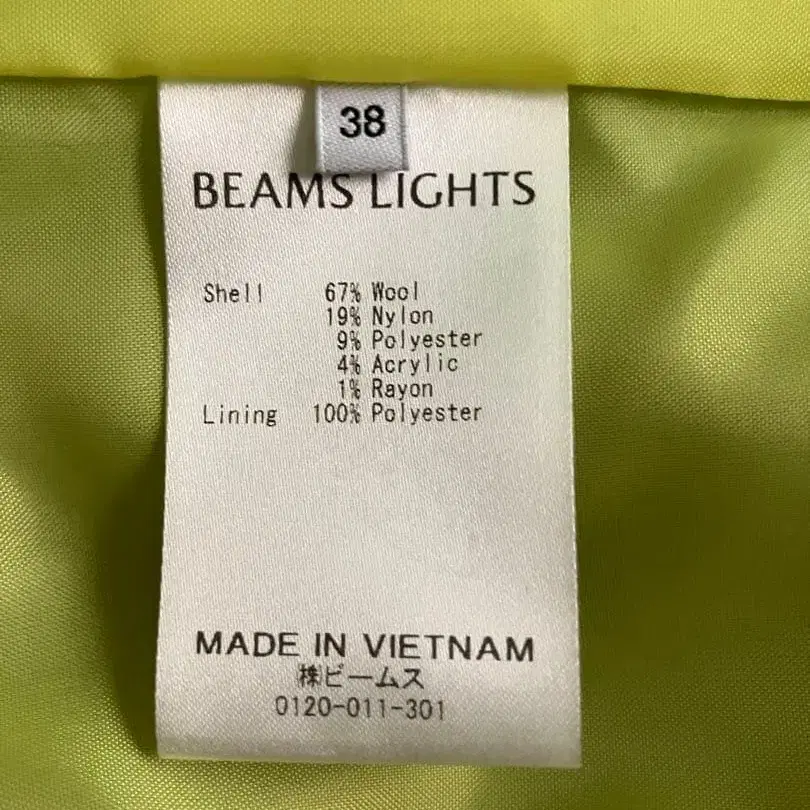 38
BEAMS LIGHTS
Shell 67% Wool
19% Nylon
9% Polyester
4% Acrylic
1% Rayon
Lining 100% Polyester
MADE IN VIETNAM
㈱ビームス
0120-011-301